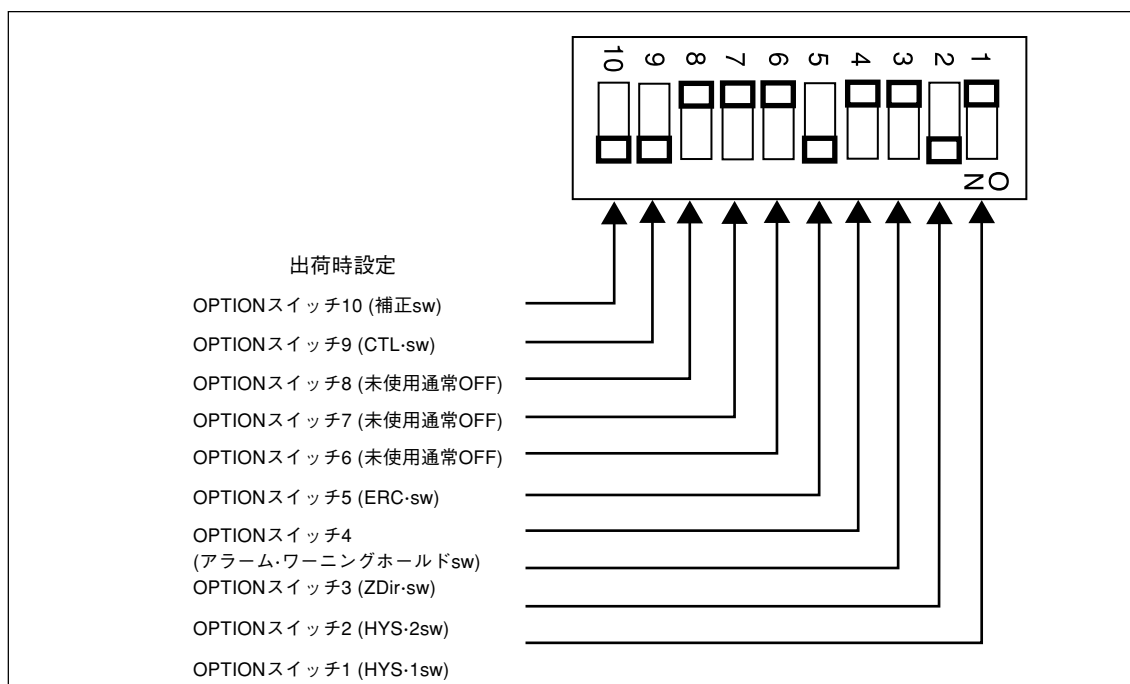 10 9 8 7 6 5 4 3 2 1
ON
出荷時設定
OPTIONスイッチ10 (補正sw)
OPTIONスイッチ9 (CTL·sw)
OPTIONスイッチ8 (未使用通常OFF)
OPTIONスイッチ7 (未使用通常OFF)
OPTIONスイッチ6 (未使用通常OFF)
OPTIONスイッチ5 (ERC·sw)
OPTIONスイッチ4
(アラーム·ワーニングホールドsw)
OPTIONスイッチ3 (ZDir·sw)
OPTIONスイッチ2 (HYS·2sw)
OPTIONスイッチ1 (HYS·1sw)